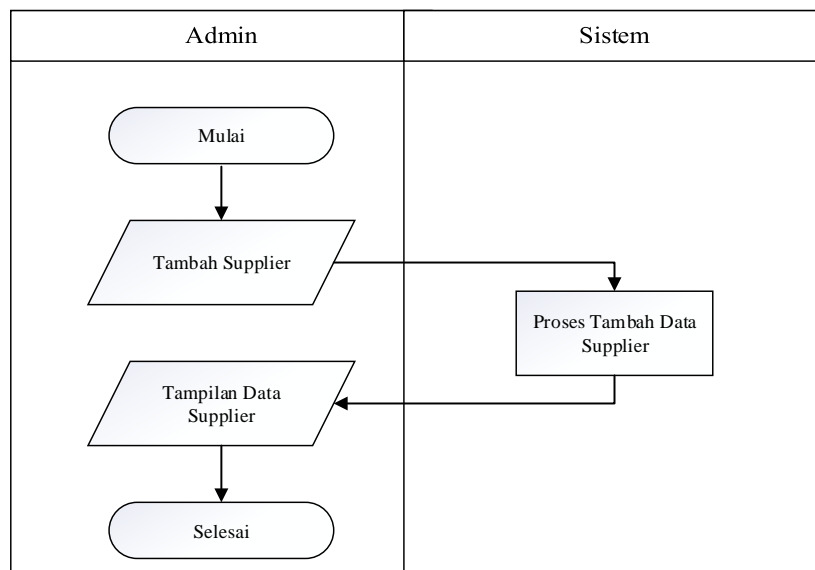 Admin
Sistem
Mulai
Tambah Supplier
Proses Tambah Data
Supplier
Tampilan Data
Supplier
Selesai